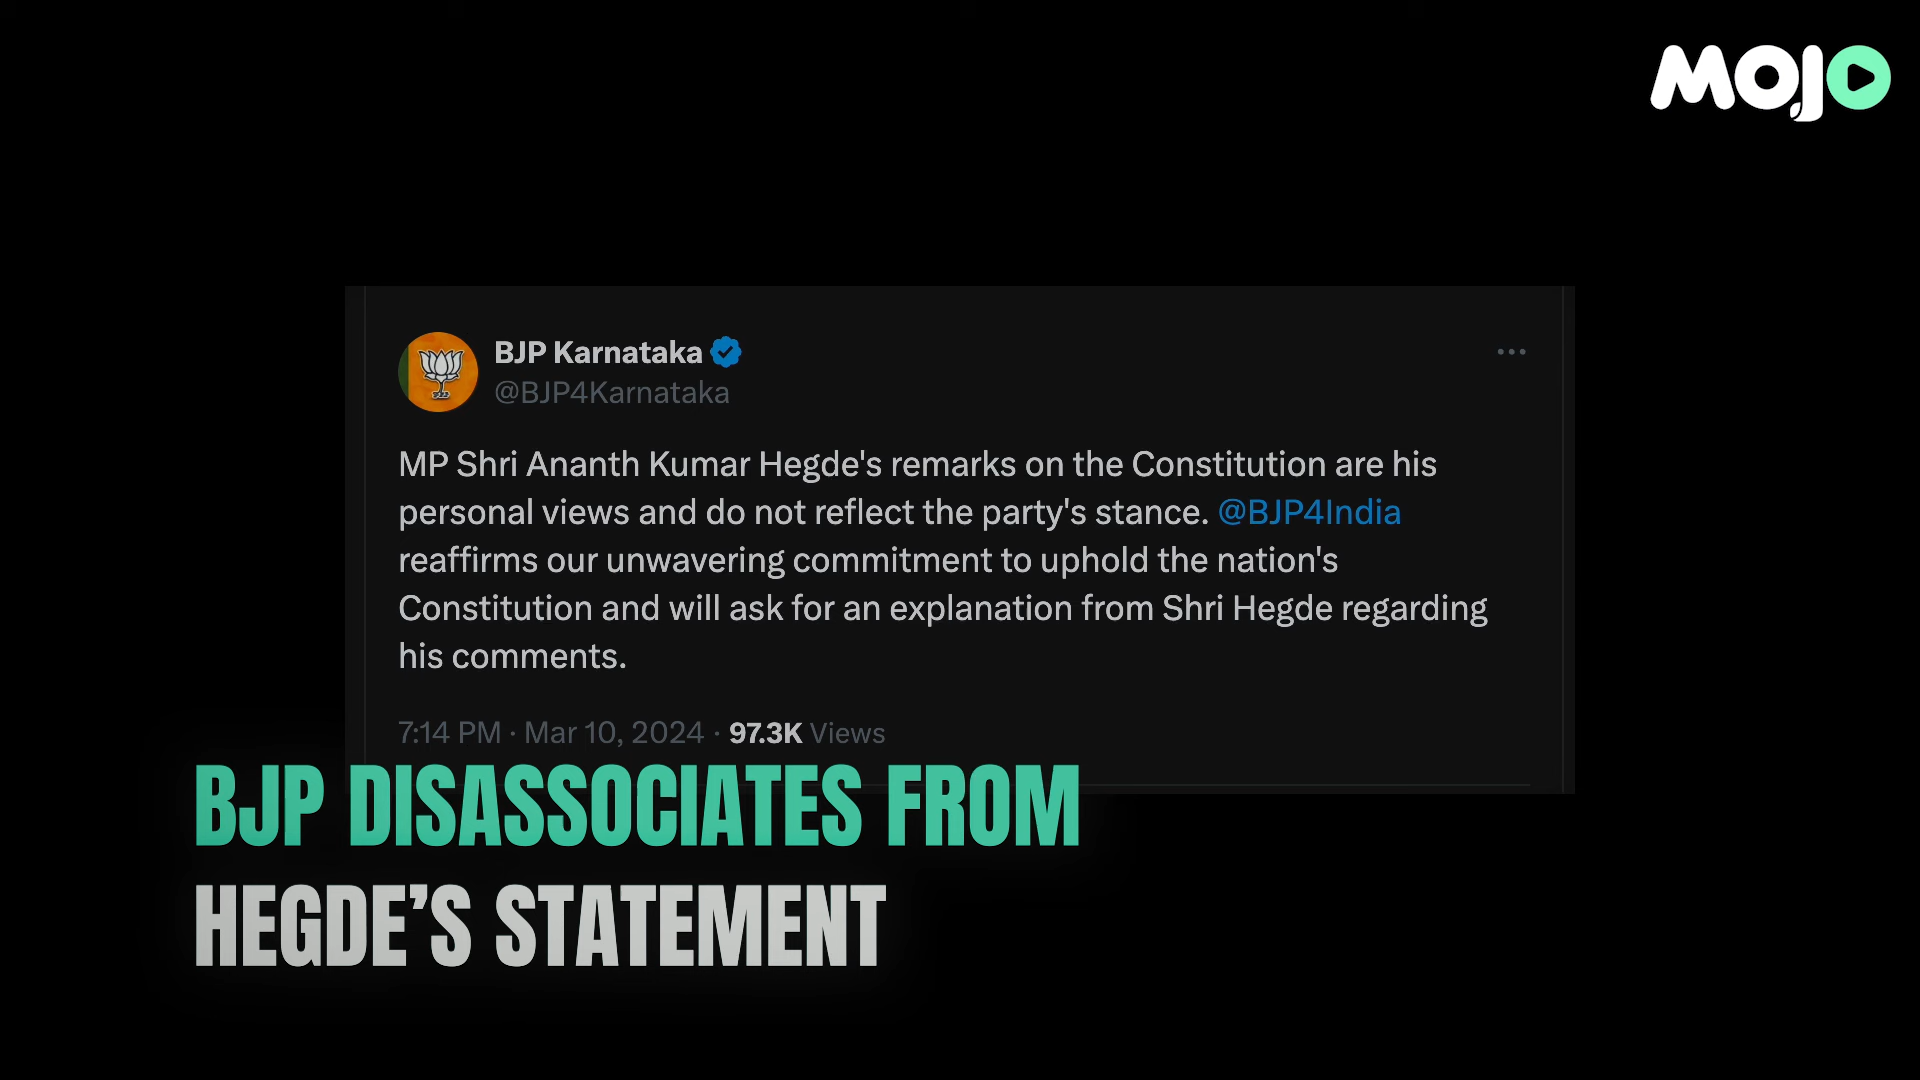 MOJO
BJP Karnataka
@BJP4Karnataka
MP Shri Ananth Kumar Hegde's remarks on the Constitution are his
personal views and do not reflect the party's stance. @BJP4India
reaffirms our unwavering commitment to uphold the nation's
Constitution and will ask for an explanation from Shri Hegde regarding
his comments.
7:14 PM · Mar 10, 2024 · 97.3K Views
BJP DISASSOCIATES FROM
HEGDE’S STATEMENT